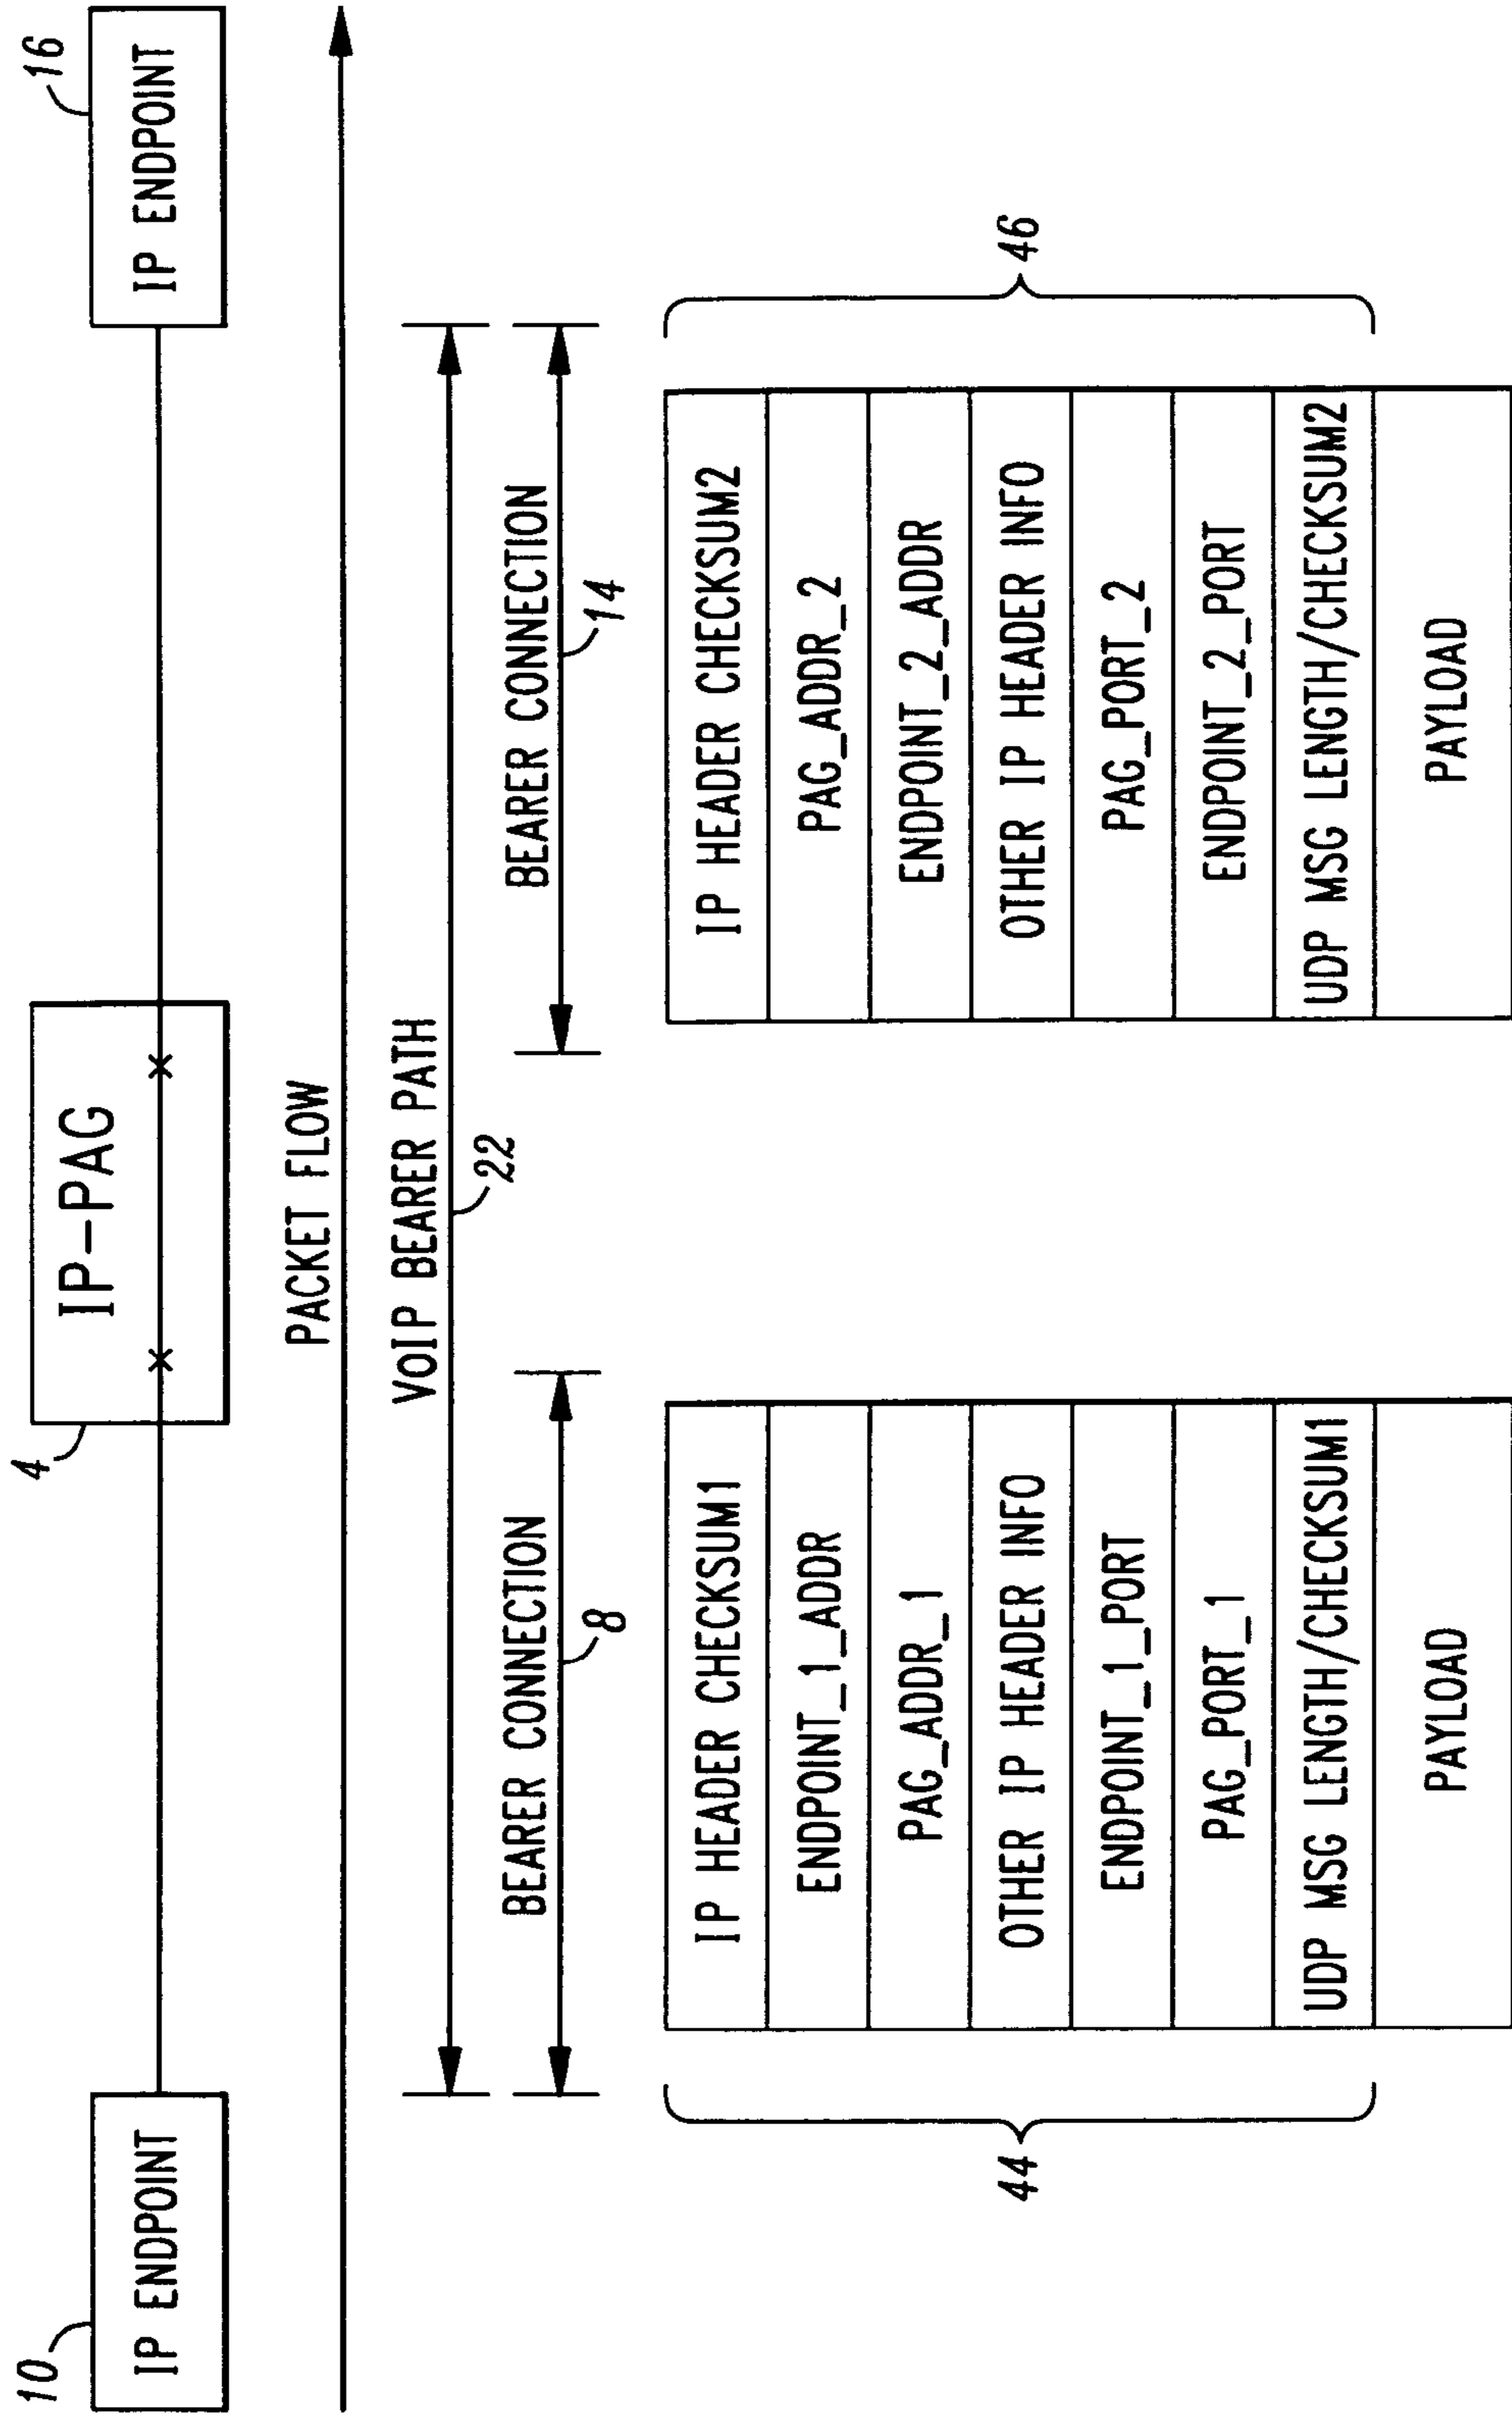 10
IP ENDPOINT
4
IP-PAG
16
IP ENDPOINT
PACKET FLOW
VOIP BEARER PATH
22
BEARER CONNECTION
8
BEARER CONNECTION
14
44
IP HEADER CHECKSUM1
ENDPOINT_1_ADDR
PAG_ADDR_1
OTHER IP HEADER INFO
ENDPOINT_1_PORT
PAG_PORT_1
UDP MSG LENGTH/CHECKSUM1
PAYLOAD
IP HEADER CHECKSUM2
PAG_ADDR_2
ENDPOINT_2_ADDR
OTHER IP HEADER INFO
PAG_PORT_2
ENDPOINT_2_PORT
UDP MSG LENGTH/CHECKSUM2
PAYLOAD
46